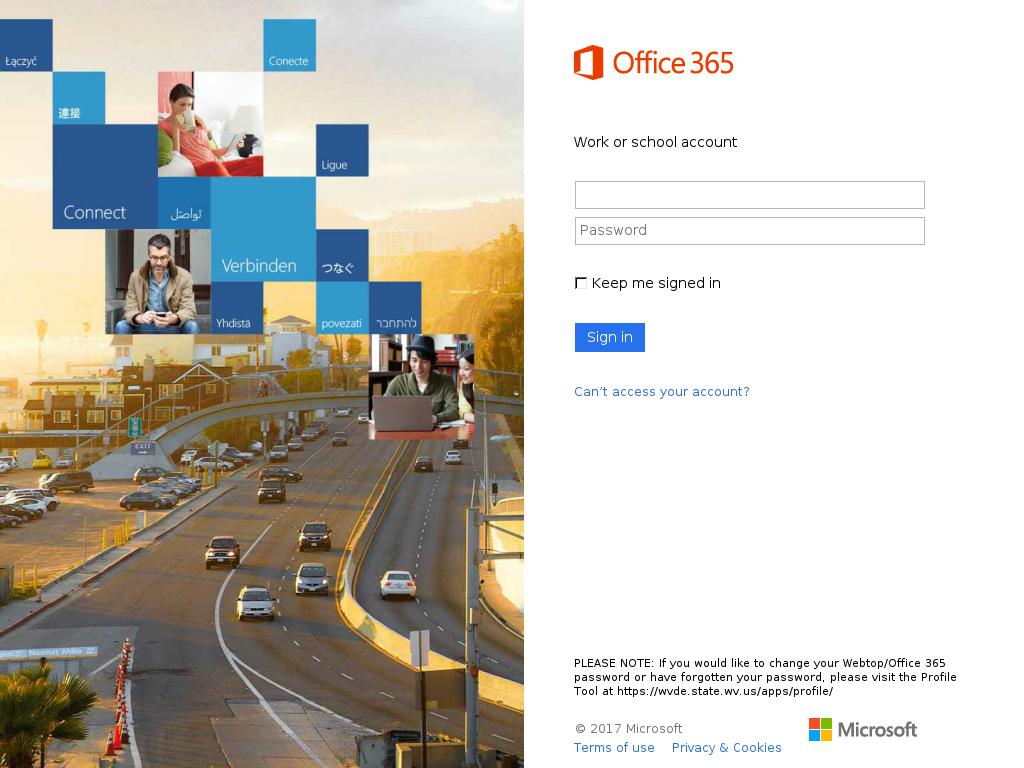 Łączyć
Conecte
連接
Ligue
Connect
تواصَل
Verbinden
つなぐ
Yhdistä
povezati
להתחבר
EXIT
Office 365
Work or school account
Password
Keep me signed in
Sign in
Can't access your account?
PLEASE NOTE: If you would like to change your Webtop/Office 365
password or have forgotten your password, please visit the Profile
Tool at https://wvde.state.wv.us/apps/profile/
© 2017 Microsoft
Microsoft
Terms of use Privacy & Cookies